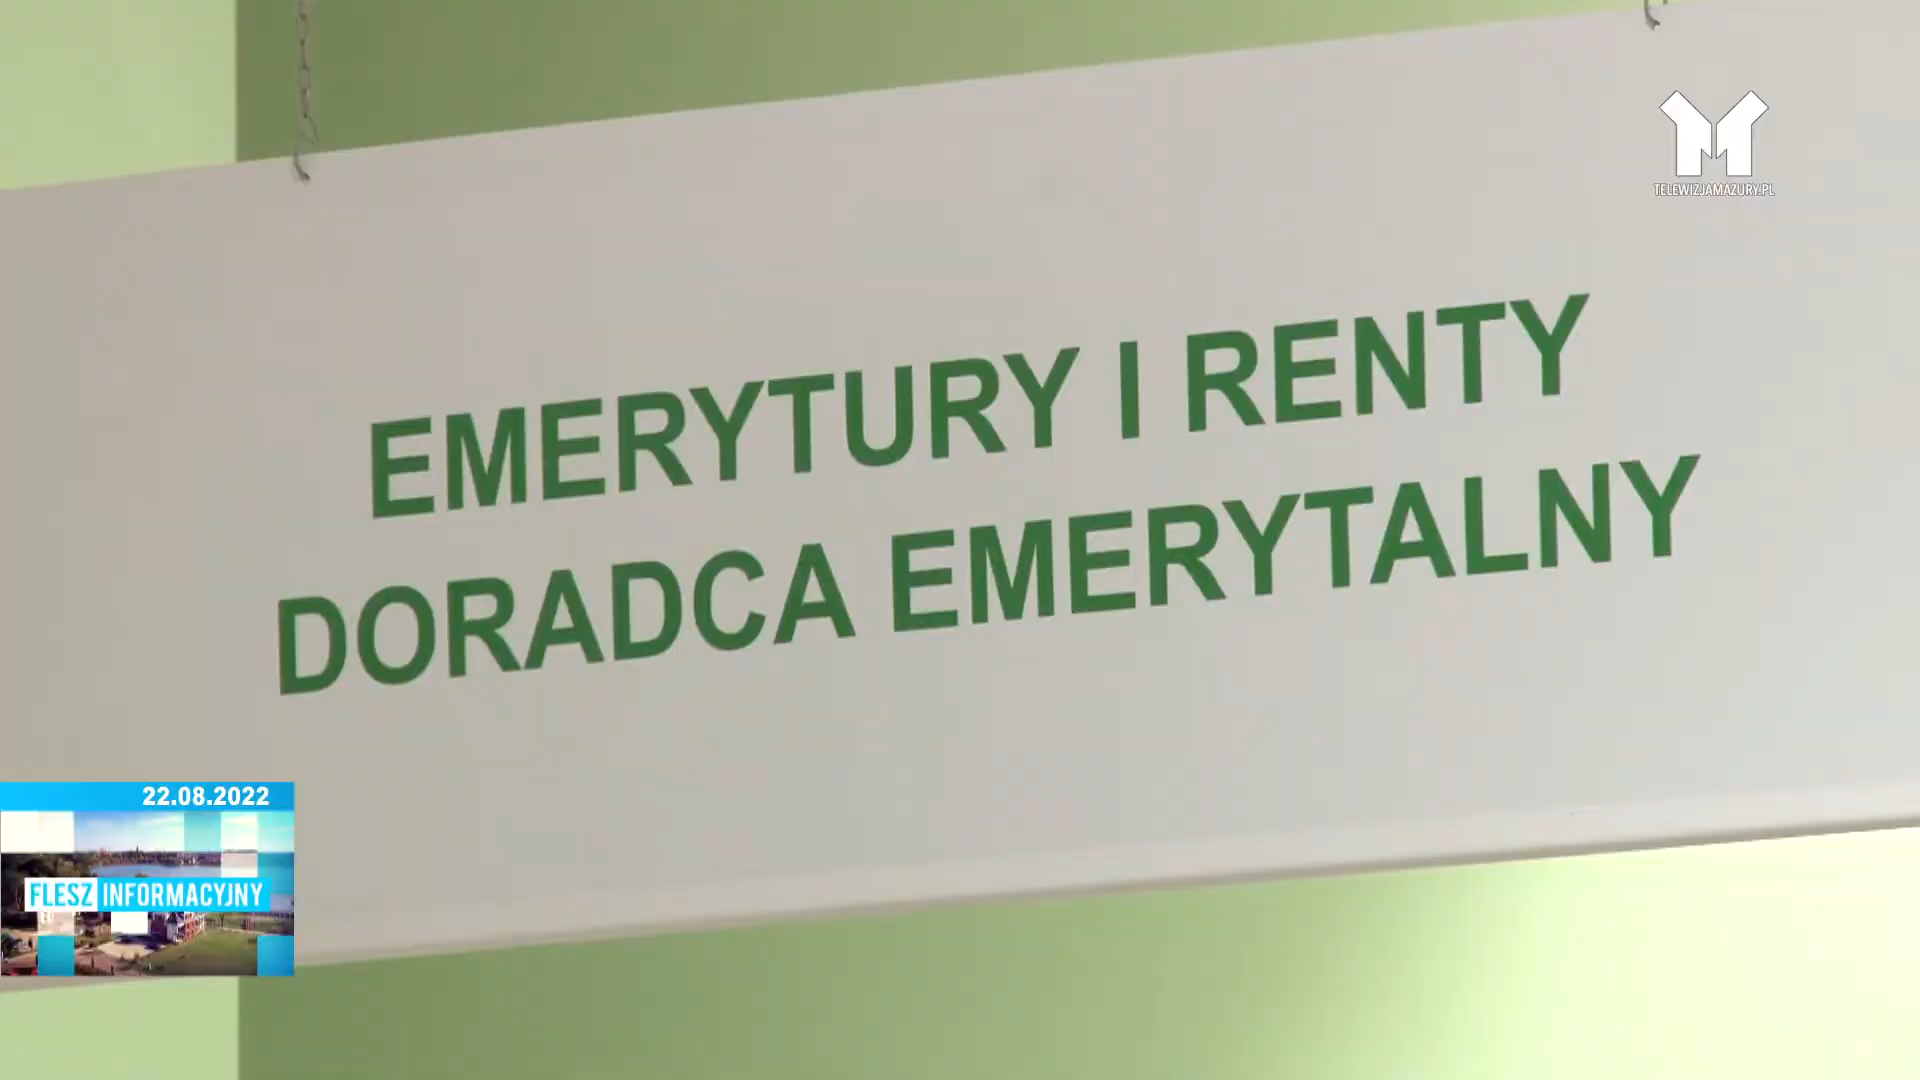 TELEWIZJAMAZURY.PL
EMERYTURY I RENTY
DORADCA EMERYTALNY
22.08.2022
FLESZ INFORMACYJNY